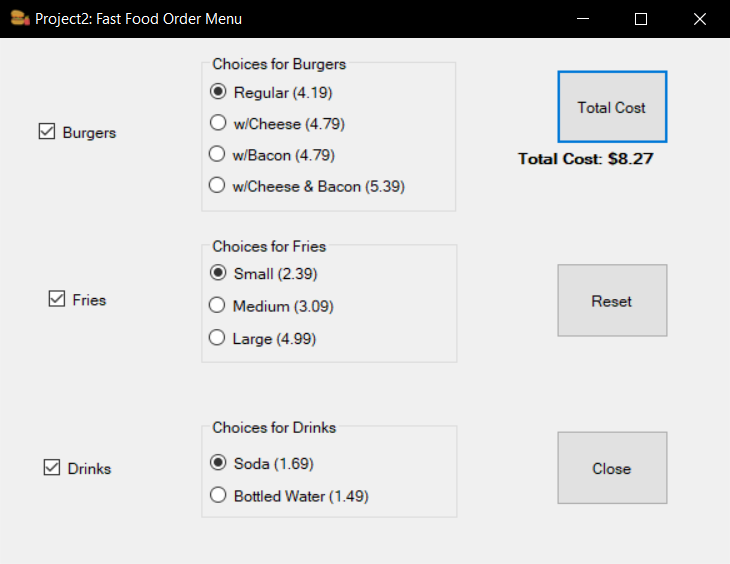 Project2: Fast Food Order Menu
Choices for Burgers
Burgers
Regular (4.19)
w/Cheese (4.79)
w/Bacon (4.79)
w/Cheese & Bacon (5.39)
Total Cost
Total Cost: $8.27
Choices for Fries
Fries
Small (2.39)
Medium (3.09)
Large (4.99)
Reset
Choices for Drinks
Drinks
Soda (1.69)
Bottled Water (1.49)
Close